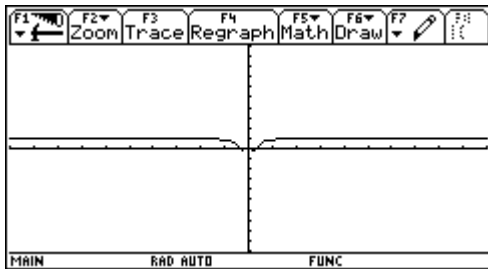 F1 F2 F3 F4 F5 F6 F7
Zoom Trace Regraph Math Draw
MAIN RAD AUTO FUNC